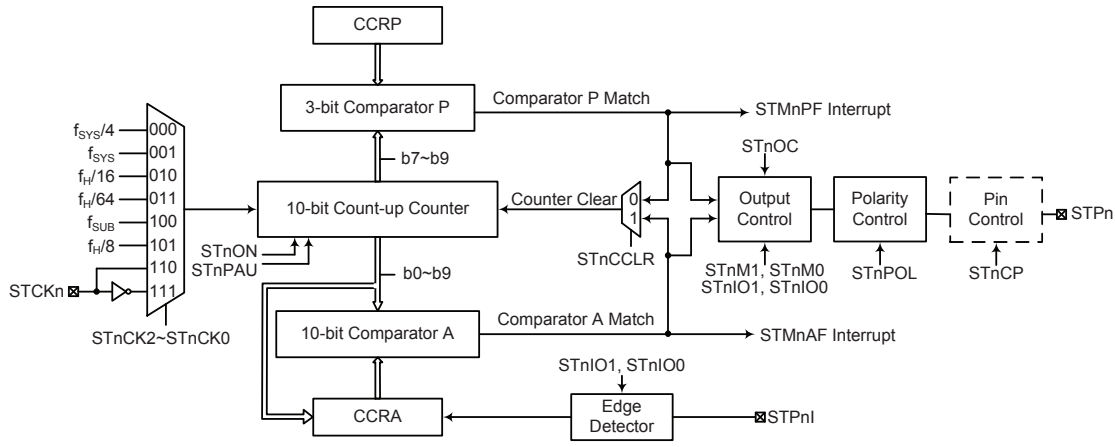 CCRP
3-bit Comparator P
Comparator P Match
STMnPF Interrupt
b7~b9
fSYS/4
000
fSYS
001
fH/16
010
fH/64
011
fSUB
100
fH/8
101
110
111
STCKn
STnCK2~STnCK0
10-bit Count-up Counter
STnON
STnPAU
Counter Clear
0
1
STnCCLR
STnOC
Output
Control
STnM1, STnM0
STnIO1, STnIO0
Polarity
Control
STnPOL
Pin
Control
STnCP
STPn
b0~b9
10-bit Comparator A
Comparator A Match
STMnAF Interrupt
CCRA
STnIO1, STnIO0
Edge
Detector
STPnI